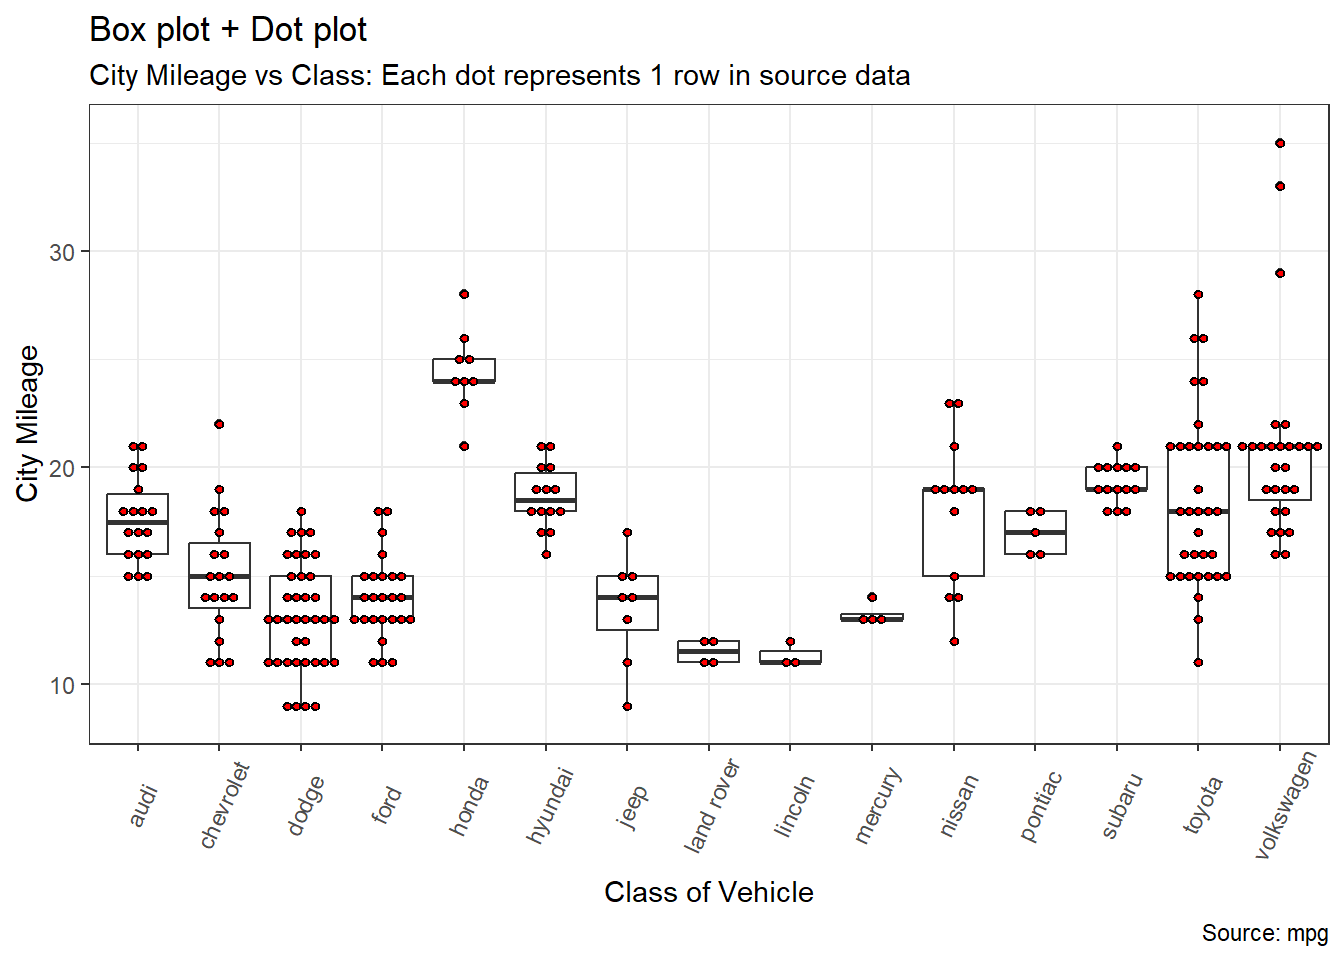 Box plot + Dot plot
City Mileage vs Class: Each dot represents 1 row in source data
City Mileage
30
20
10
audi
chevrolet
dodge
ford
honda
hyundai
jeep
land rover
lincoln
mercury
nissan
pontiac
subaru
toyota
volkswagen
Class of Vehicle
Source: mpg